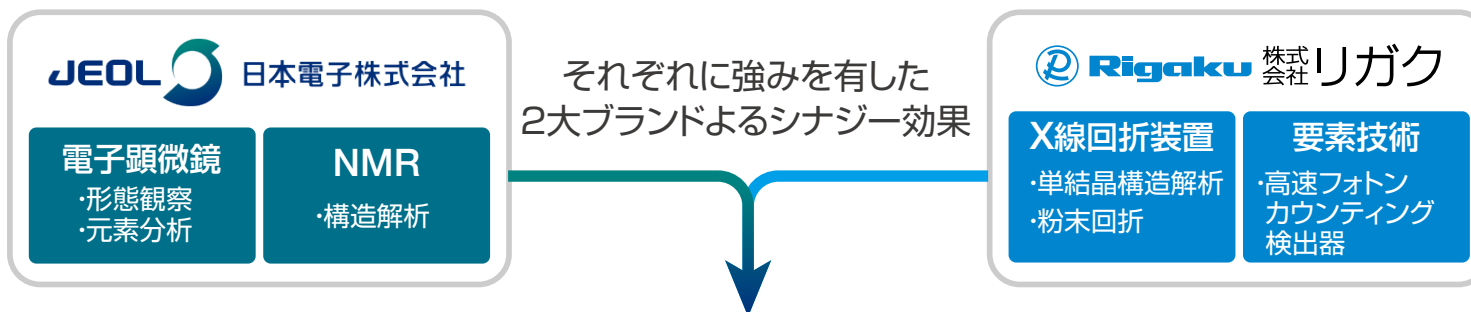 JEOL 日本電子株式会社
電子顕微鏡
・形態観察
・元素分析
NMR
・構造解析
それぞれに強みを有した
2大ブランドよるシナジー効果
Rigaku 株式会社リガク
X線回折装置
・単結晶構造解析
・粉末回折
要素技術
・高速フォトン
カウンティング
検出器